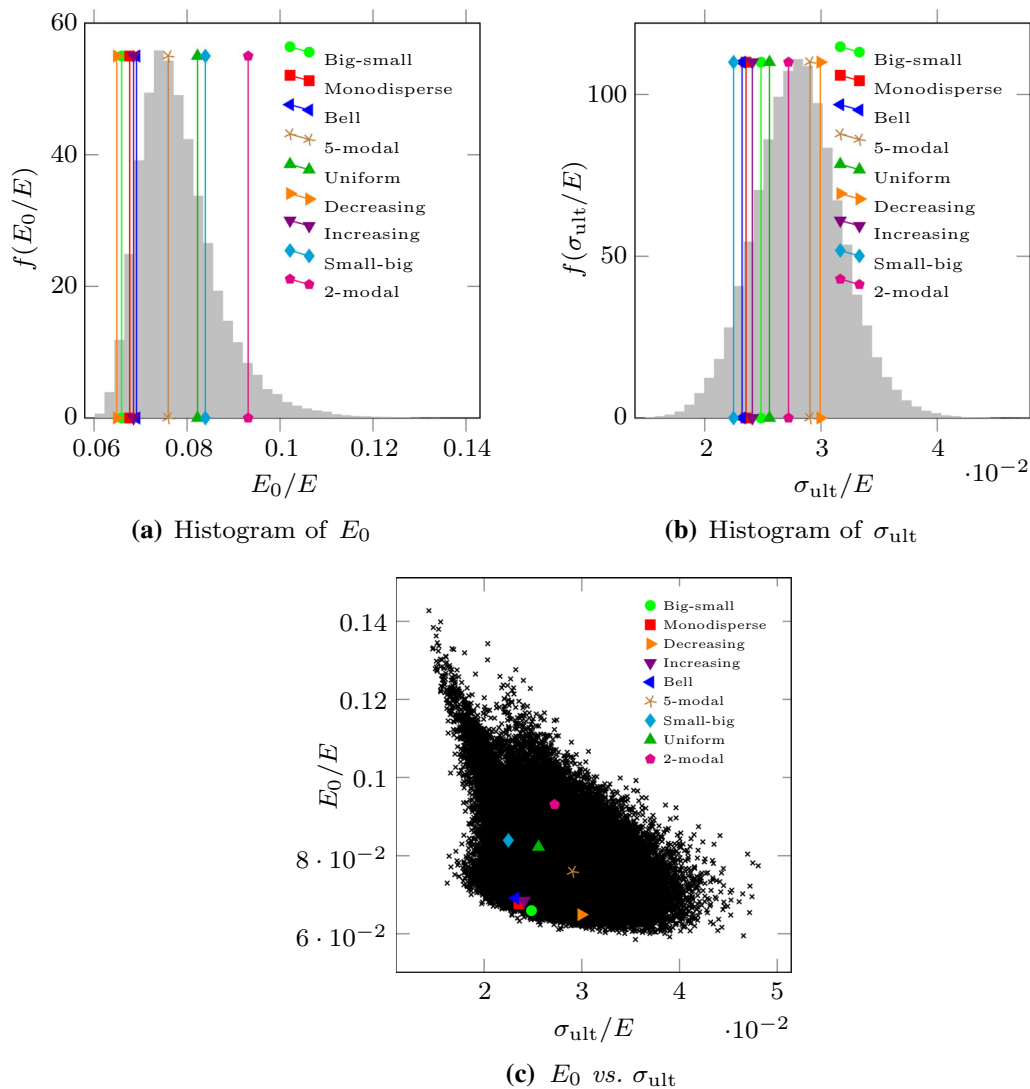 60
40
20
0
f(E₀/E)
0.06 0.08 0.1 0.12 0.14
E₀/E
Big-small
Monodisperse
Bell
5-modal
Uniform
Decreasing
Increasing
Small-big
2-modal
(a) Histogram of E₀
100
50
0
f(σult/E)
2 3 4
·10⁻²
σult/E
Big-small
Monodisperse
Bell
5-modal
Uniform
Decreasing
Increasing
Small-big
2-modal
(b) Histogram of σult
0.14
0.12
0.1
8 · 10⁻²
6 · 10⁻²
E₀/E
2 3 4 5
·10⁻²
σult/E
Big-small
Monodisperse
Decreasing
Increasing
Bell
5-modal
Small-big
Uniform
2-modal
(c) E₀ vs. σult